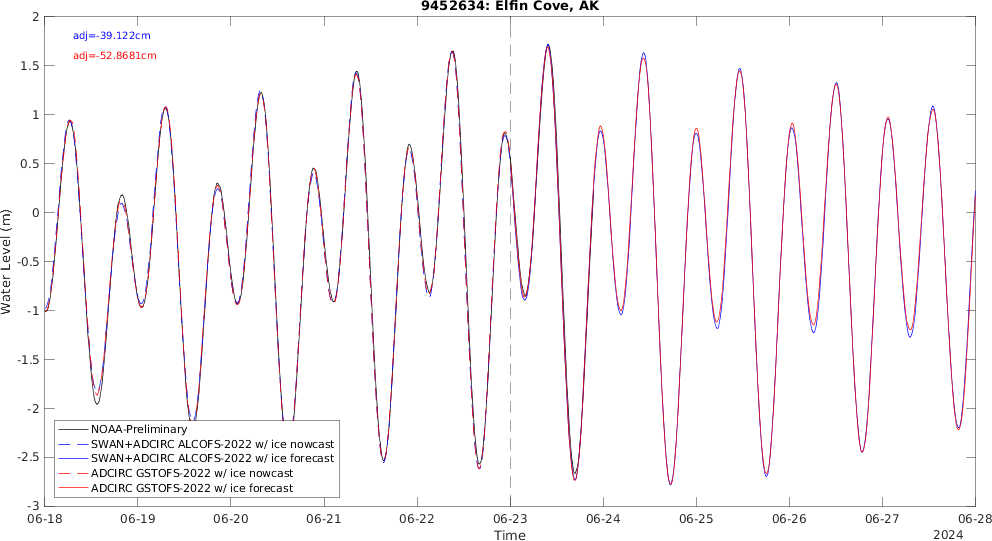 9452634: Elfin Cove, AK
adj=-39.122cm
adj=-52.8681cm
Water Level (m)
2
1.5
1
0.5
0
-0.5
-1
-1.5
-2
-2.5
-3
NOAA-Preliminary
SWAN+ADCIRC ALCOFS-2022 w/ ice nowcast
SWAN+ADCIRC ALCOFS-2022 w/ ice forecast
ADCIRC GSTOFS-2022 w/ ice nowcast
ADCIRC GSTOFS-2022 w/ ice forecast
06-18 06-19 06-20 06-21 06-22 06-23 06-24 06-25 06-26 06-27 06-28
Time
2024